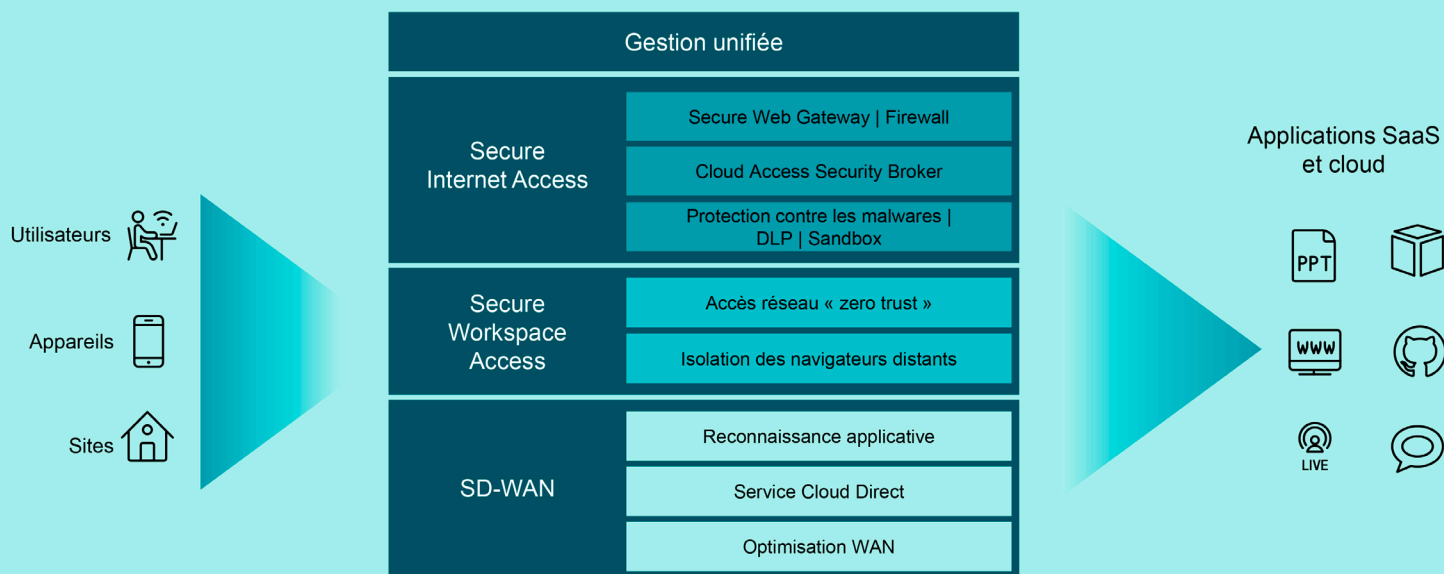 Gestion unifiée
Secure
Internet Access
Secure Web Gateway | Firewall
Cloud Access Security Broker
Protection contre les malwares |
DLP | Sandbox
Secure
Workspace
Access
Accès réseau « zero trust »
Isolation des navigateurs distants
SD-WAN
Reconnaissance applicative
Service Cloud Direct
Optimisation WAN
Utilisateurs
Appareils
Sites
Applications SaaS
et cloud
PPT
WWW
LIVE